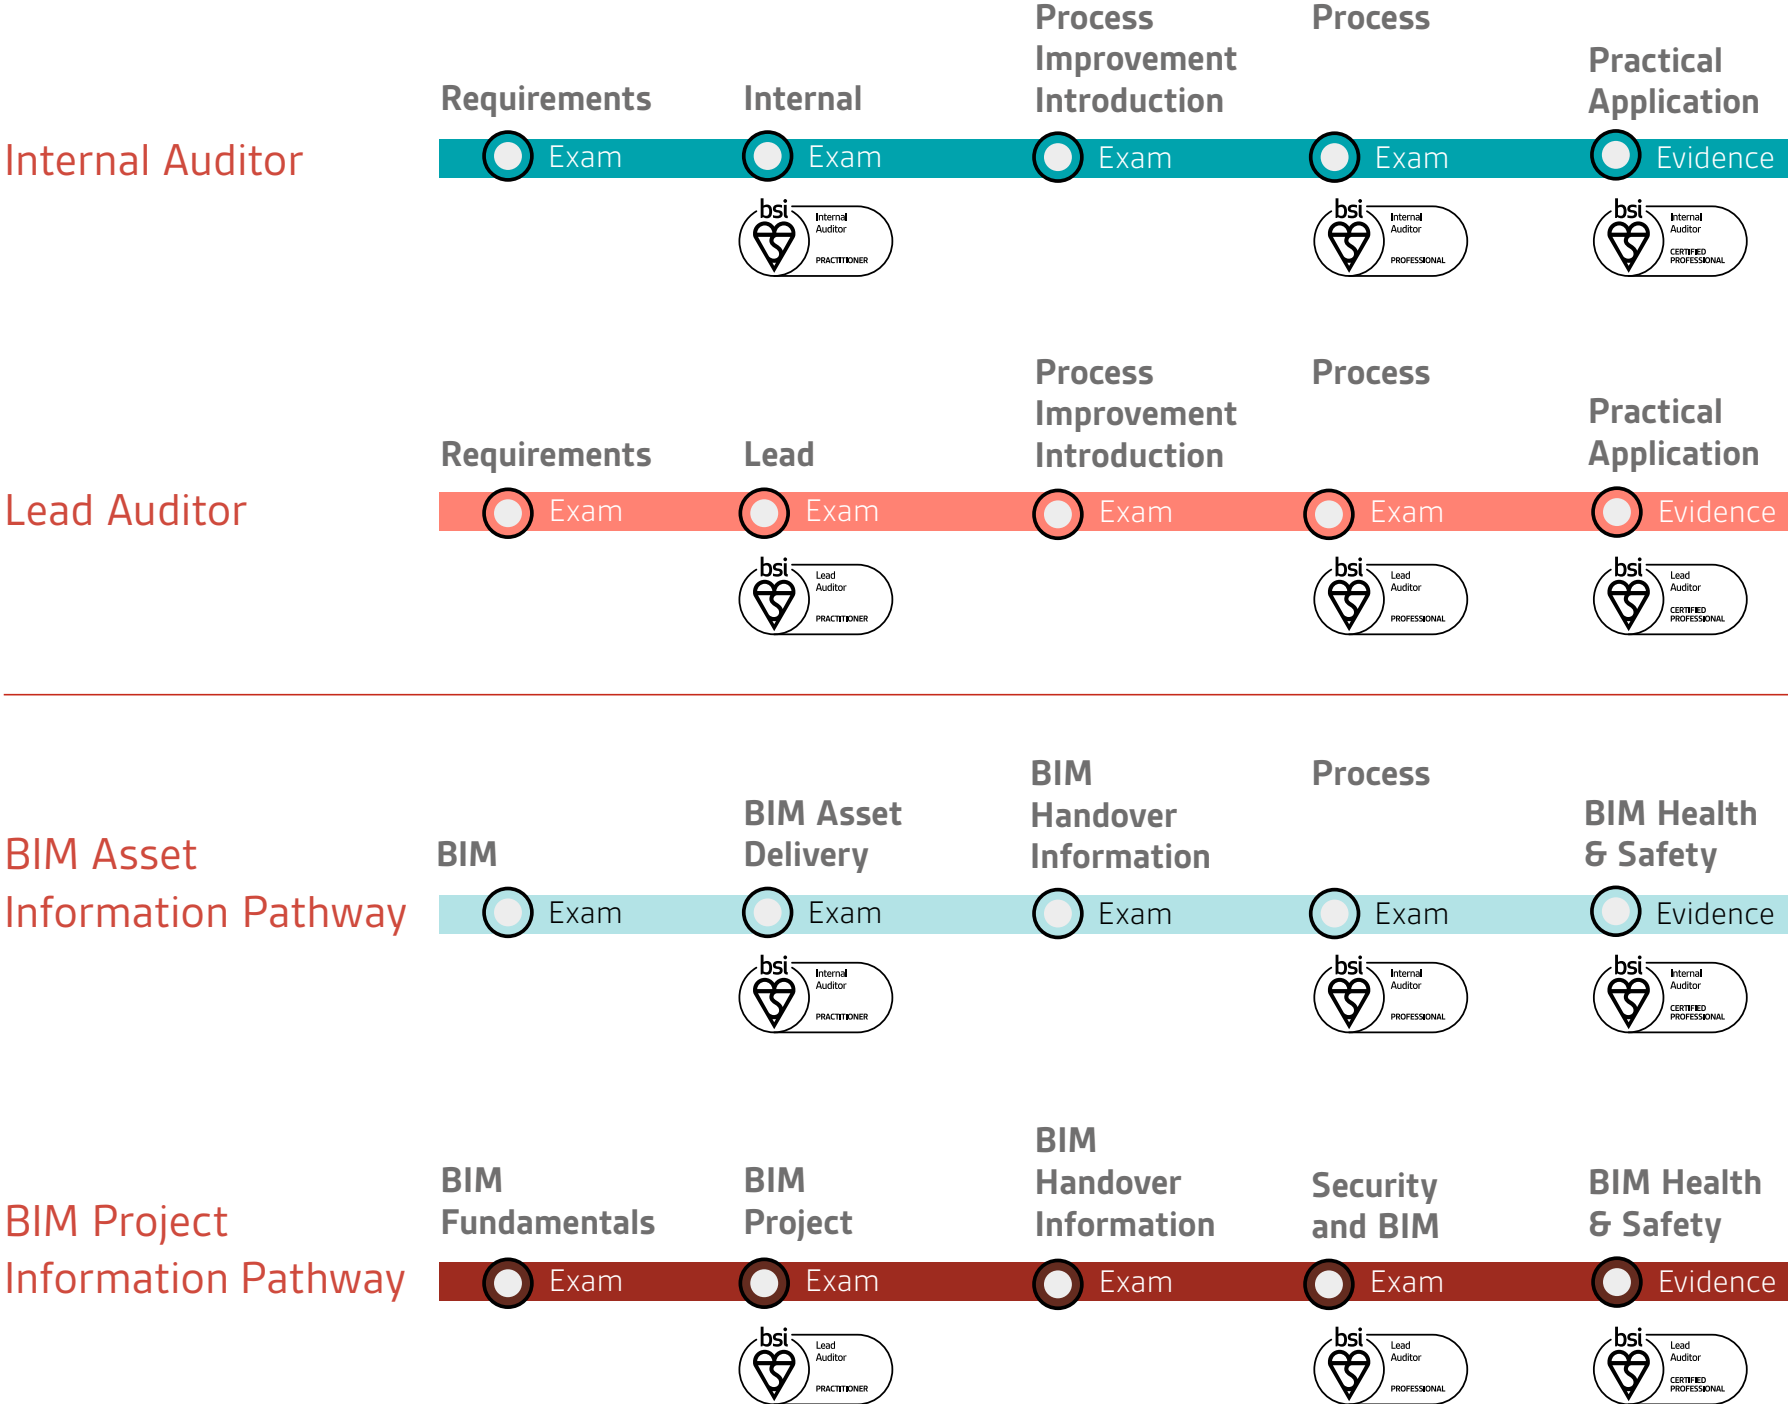 Process
Improvement
Introduction
Process
Practical
Application
Requirements
Internal
Internal Auditor
Exam
Exam
Exam
Exam
Evidence
bsi
Internal
Auditor
PRACTITIONER
bsi
Internal
Auditor
PROFESSIONAL
bsi
Internal
Auditor
CERTIFIED
PROFESSIONAL
Process
Improvement
Introduction
Process
Practical
Application
Requirements
Lead
Lead Auditor
Exam
Exam
Exam
Exam
Evidence
bsi
Lead
Auditor
PRACTITIONER
bsi
Lead
Auditor
PROFESSIONAL
bsi
Lead
Auditor
CERTIFIED
PROFESSIONAL
BIM Asset
Information Pathway
BIM
BIM Asset
Delivery
BIM
Handover
Information
Process
BIM Health
& Safety
Exam
Exam
Exam
Exam
Evidence
bsi
Internal
Auditor
PRACTITIONER
bsi
Internal
Auditor
PROFESSIONAL
bsi
Internal
Auditor
CERTIFIED
PROFESSIONAL
BIM Project
Information Pathway
BIM
Fundamentals
BIM
Project
BIM
Handover
Information
Security
and BIM
BIM Health
& Safety
Exam
Exam
Exam
Exam
Evidence
bsi
Lead
Auditor
PRACTITIONER
bsi
Lead
Auditor
PROFESSIONAL
bsi
Lead
Auditor
CERTIFIED
PROFESSIONAL